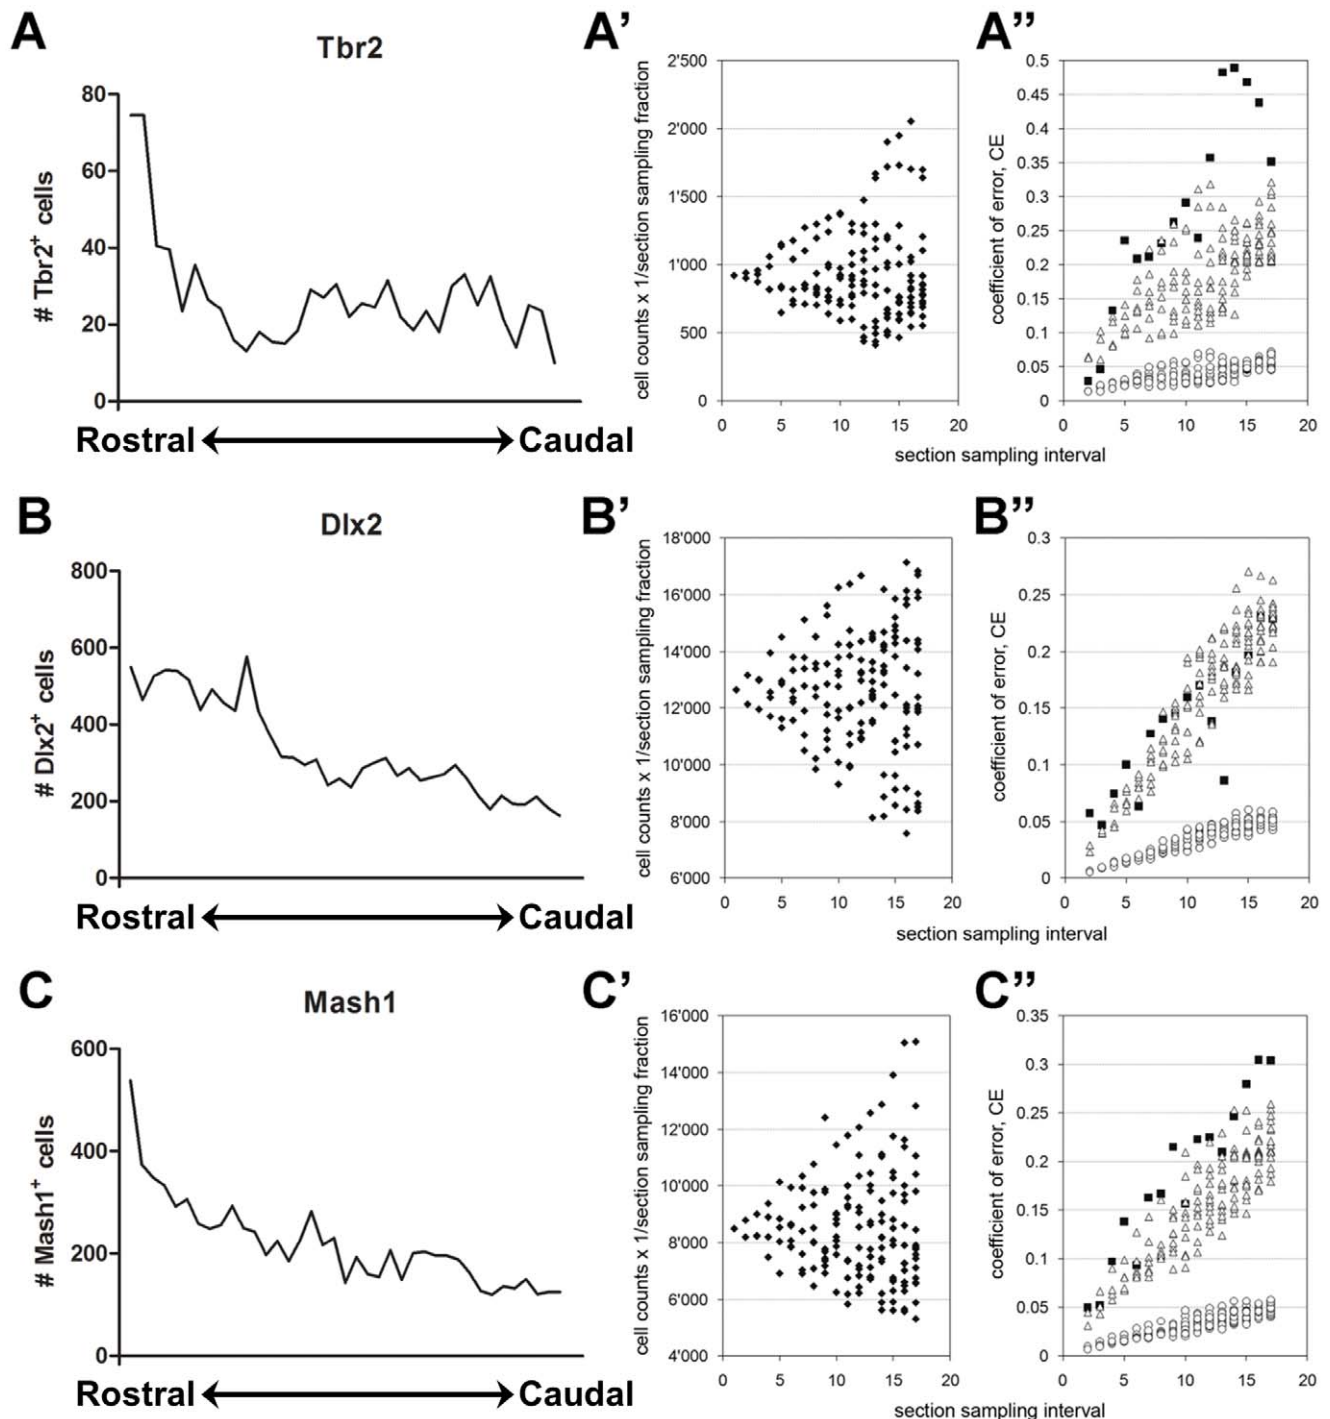 A
Tbr2
# Tbr2+ cells
80
60
40
20
0
Rostral Caudal
A’
cell counts x 1/section sampling fraction
2'500
2'000
1'500
1'000
500
0
0 5 10 15 20
A”
coefficient of error, CE
0.5
0.45
0.4
0.35
0.3
0.25
0.2
0.15
0.1
0.05
0
0 5 10 15 20
section sampling interval
B
Dlx2
# Dlx2+ cells
800
600
400
200
0
Rostral Caudal
B’
cell counts x 1/section sampling fraction
18'000
16'000
14'000
12'000
10'000
8'000
6'000
0 5 10 15 20
B”
coefficient of error, CE
0.3
0.25
0.2
0.15
0.1
0.05
0
0 5 10 15 20
section sampling interval
C
Mash1
# Mash1+ cells
600
400
200
0
Rostral Caudal
C’
cell counts x 1/section sampling fraction
16'000
14'000
12'000
10'000
8'000
6'000
4'000
0 5 10 15 20
C”
coefficient of error, CE
0.35
0.3
0.25
0.2
0.15
0.1
0.05
0
0 5 10 15 20
section sampling interval